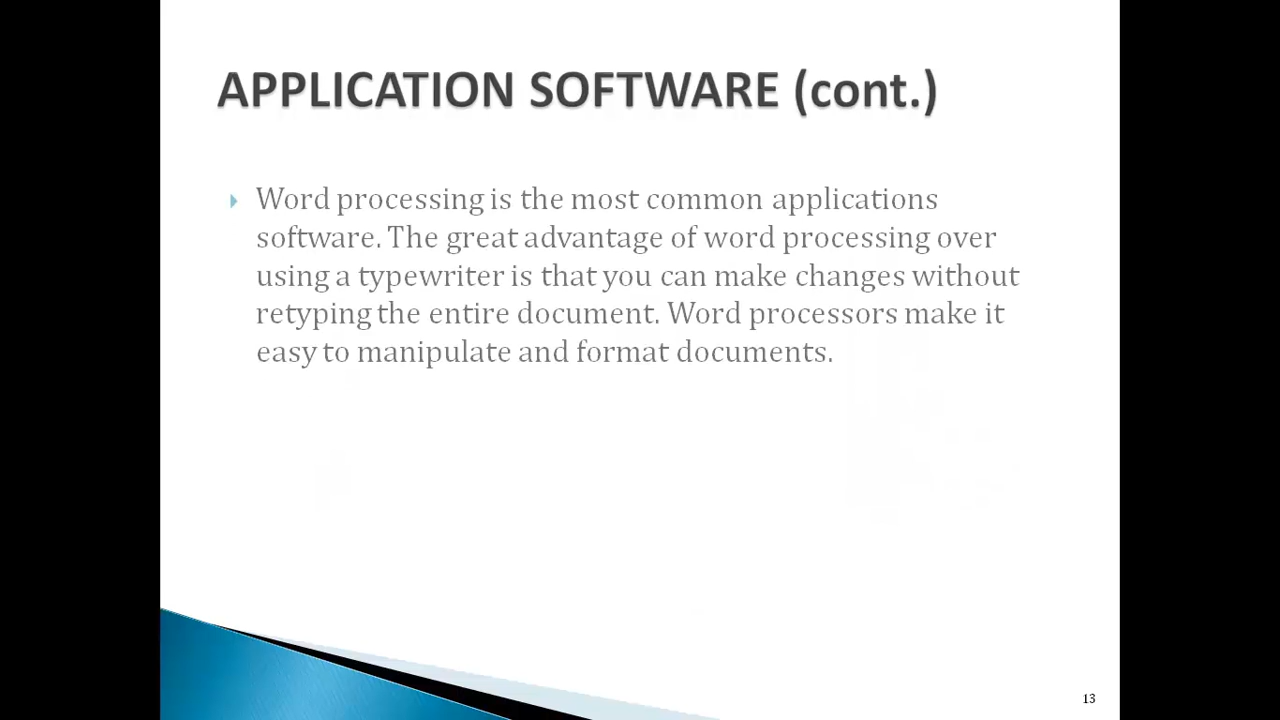 APPLICATION SOFTWARE (cont.)
Word processing is the most common applications
software. The great advantage of word processing over
using a typewriter is that you can make changes without
retyping the entire document. Word processors make it
easy to manipulate and format documents.
13